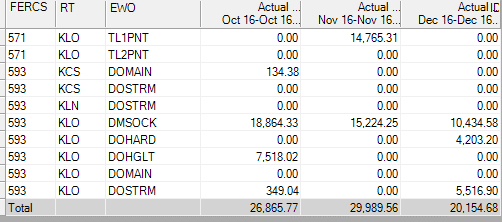 FERCS RT EWO Actual ... Actual ... Actual ID
Oct 16-Oct 16... Nov 16-Nov 16... Dec 16-Dec 16...
571 KLO TL1PNT 0.00 14,765.31 0.00
571 KLO TL2PNT 0.00 0.00 0.00
593 KCS DOMAIN 134.38 0.00 0.00
593 KCS DOSTRM 0.00 0.00 0.00
593 KLN DOSTRM 0.00 0.00 0.00
593 KLO DMSOCK 18,864.33 15,224.25 10,434.58
593 KLO DOHARD 0.00 0.00 4,203.20
593 KLO DOHGLT 7,518.02 0.00 0.00
593 KLO DOMAIN 0.00 0.00 0.00
593 KLO DOSTRM 349.04 0.00 5,516.90
Total 26,865.77 29,989.56 20,154.68